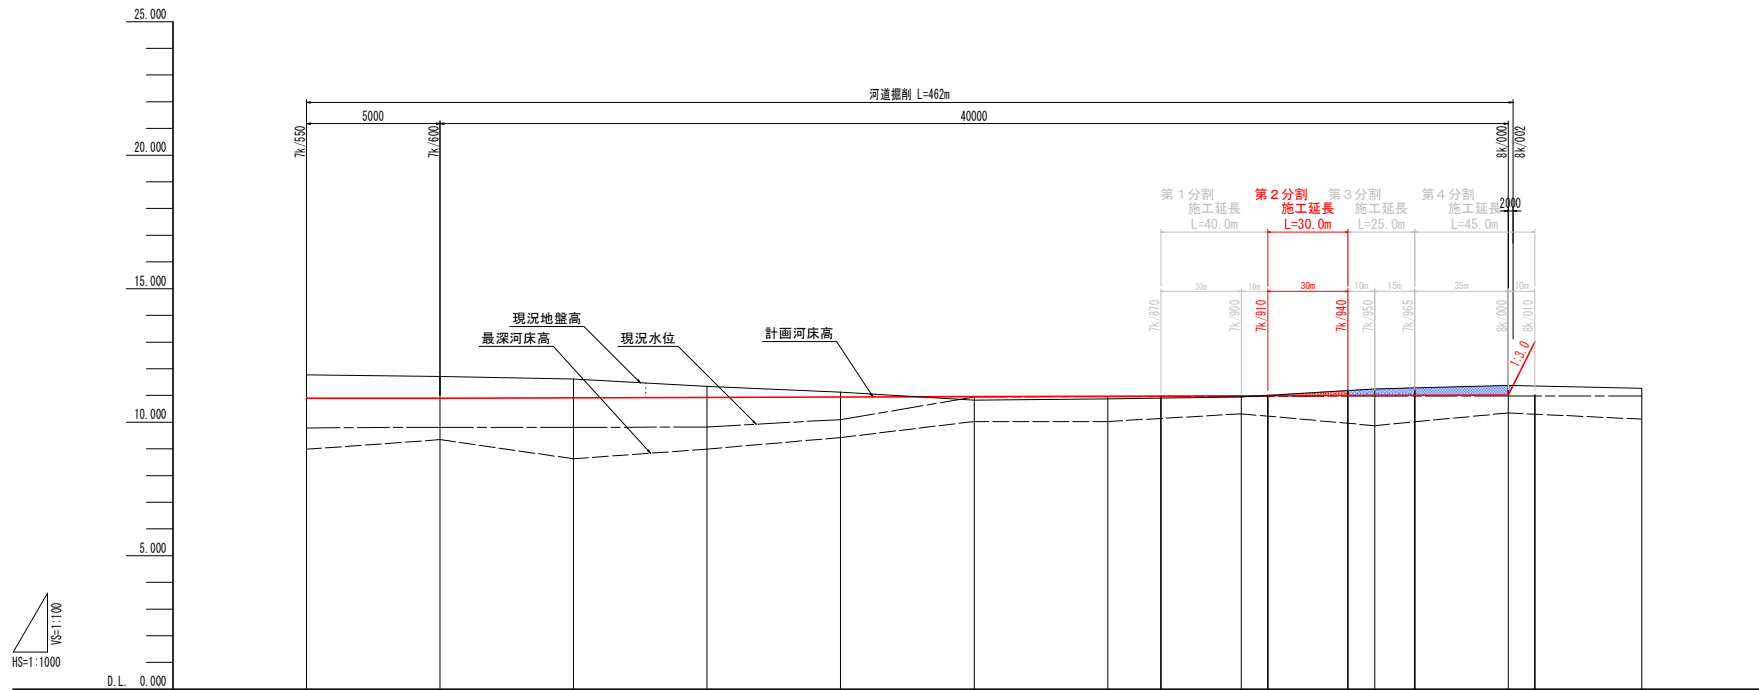 25.000
河道掘削 L=462m
5000
40000
7k/550
7k/600
8k/000
8k/002
20.000
第1分割
施工延長
L=40.0m
第2分割
施工延長
L=30.0m
第3分割
施工延長
L=25.0m
第4分割
施工延長
L=45.0m
2000
15.000
30m
10m
30m
10m
15m
35m
10m
7k/870
7k/900
7k/910
7k/940
7k/950
7k/965
8k/000
8k/010
現況地盤高
最深河床高
現況水位
計画河床高
1:3.0
10.000
5.000
VS=1:100
HS=1:1000
D.L. 0.000